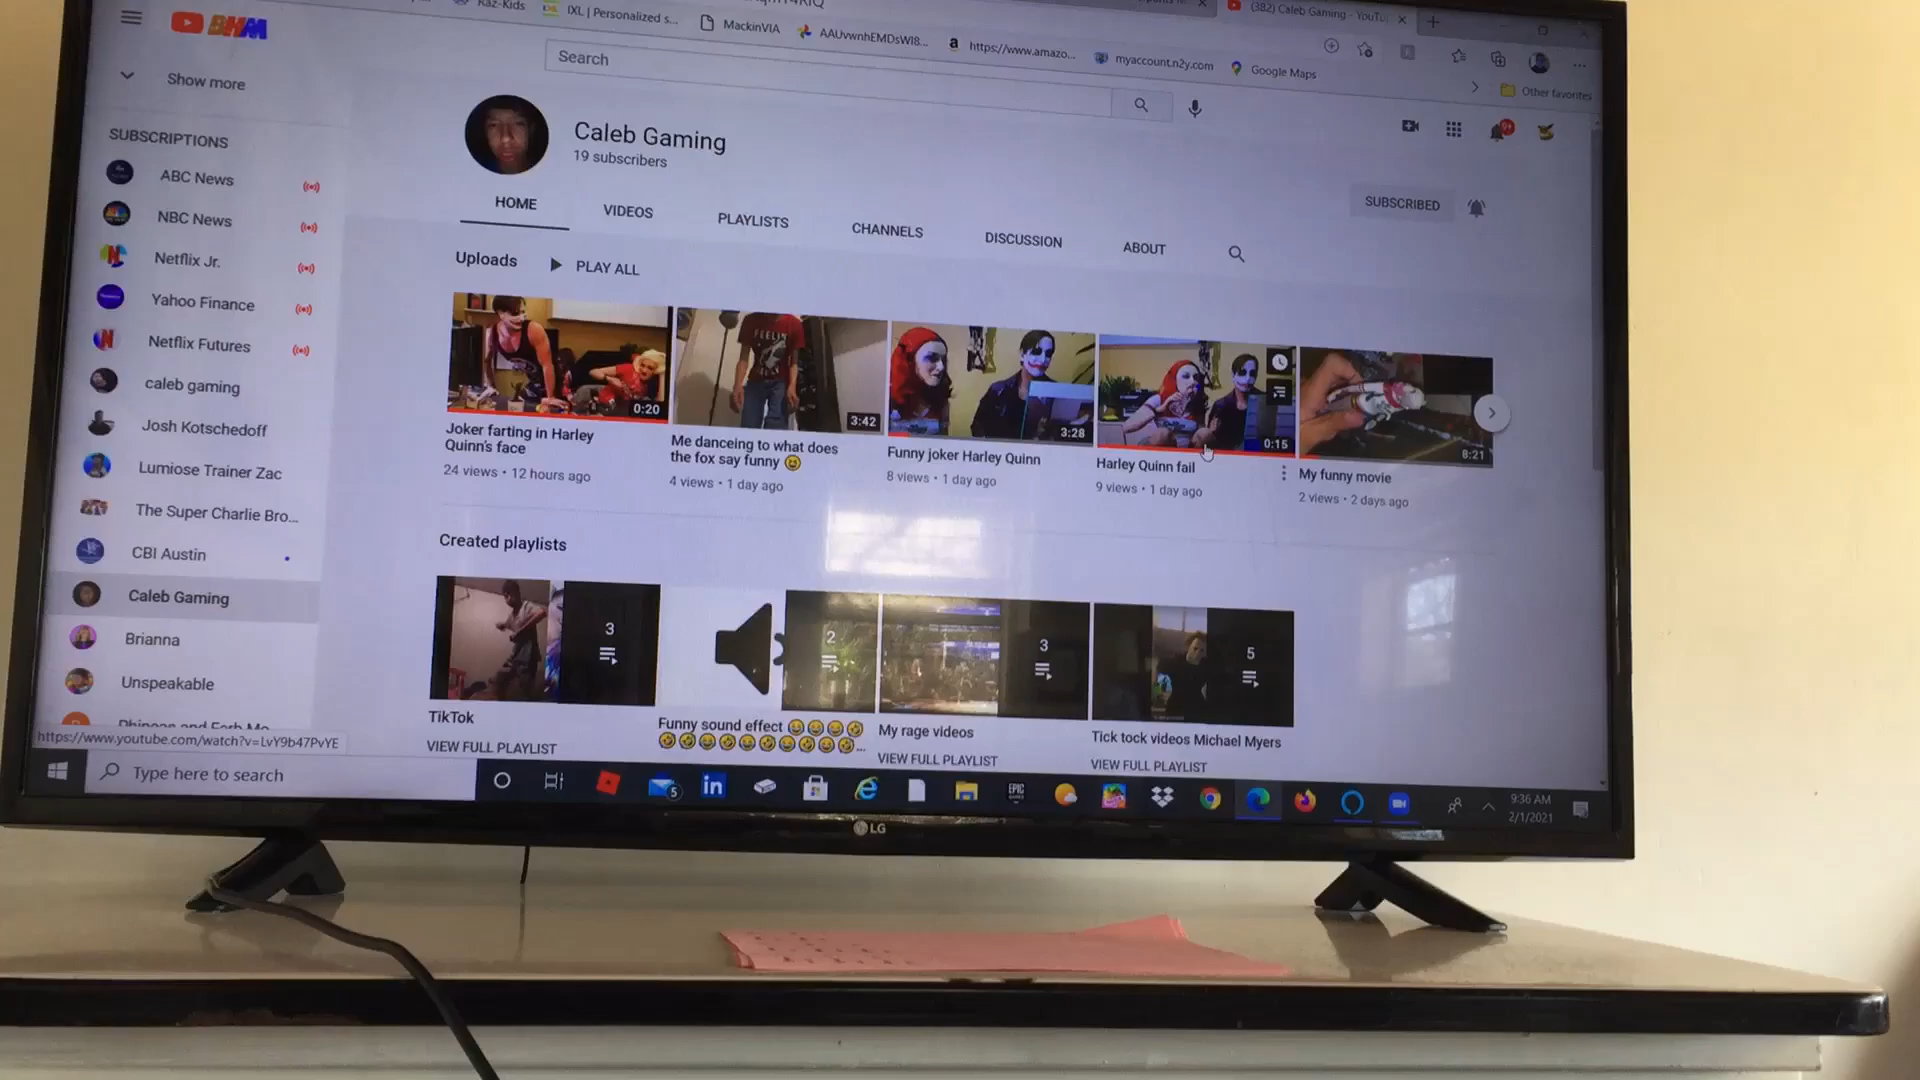 Raz-Kids
IXL | Personalized s...
MackinVIA
AAUvwnhEMDsWI8...
https://www.amazo...
myaccount.n2y.com
Google Maps
Other favorites
(382) Caleb Gaming - YouTu
BHM
Search
9+
Show more
SUBSCRIPTIONS
ABC News
NBC News
Netflix Jr.
Yahoo Finance
Netflix Futures
caleb gaming
Josh Kotschedoff
Lumiose Trainer Zac
The Super Charlie Bro...
CBI Austin
Caleb Gaming
Brianna
Unspeakable
https://www.youtube.com/watch?v=LvY9b47PvYE
Caleb Gaming
19 subscribers
SUBSCRIBED
HOME
VIDEOS
PLAYLISTS
CHANNELS
DISCUSSION
ABOUT
Uploads
PLAY ALL
0:20
Joker farting in Harley
Quinn's face
24 views • 12 hours ago
FEELIN
3:42
Me danceing to what does
the fox say funny 😆
4 views • 1 day ago
3:28
Funny joker Harley Quinn
8 views • 1 day ago
0:15
Harley Quinn fail
9 views • 1 day ago
8:21
My funny movie
2 views • 2 days ago
Created playlists
3
TikTok
VIEW FULL PLAYLIST
2
Funny sound effect 😂😂😂🤣
🤣🤣😂🤣😂🤣🤣😂🤣...
3
My rage videos
VIEW FULL PLAYLIST
5
Tick tock videos Michael Myers
VIEW FULL PLAYLIST
Type here to search
5
in
EPIC
9:36 AM
2/1/2021
LG